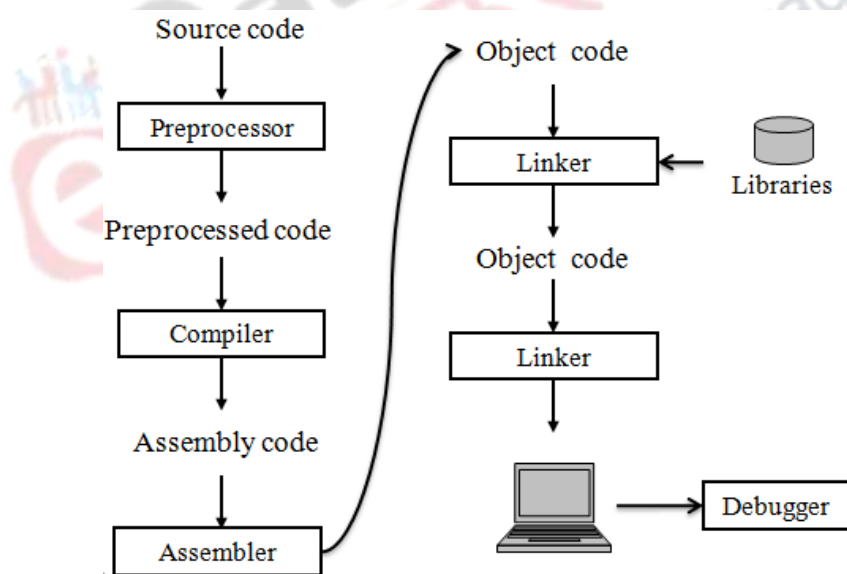 Source code
Preprocessor
Preprocessed code
Compiler
Assembly code
Assembler
Object code
Linker
Libraries
Object code
Linker
Debugger